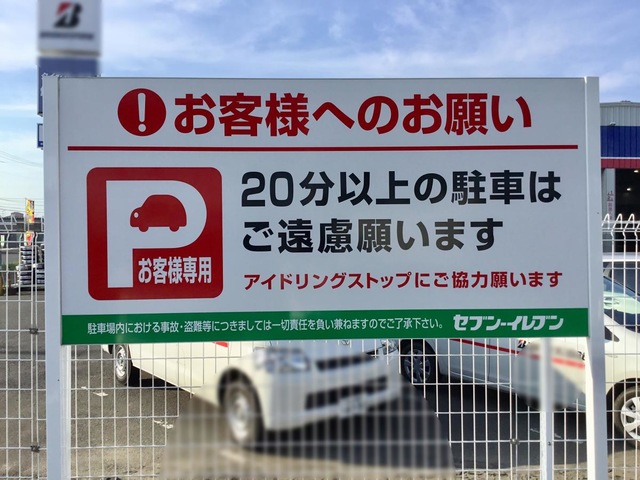 お客様へのお願い
P
お客様専用
20分以上の駐車は
ご遠慮願います
アイドリングストップにご協力願います
駐車場内における事故・盗難等につきましては一切責任を負い兼ねますのでご了承下さい。
セブン-イレブン